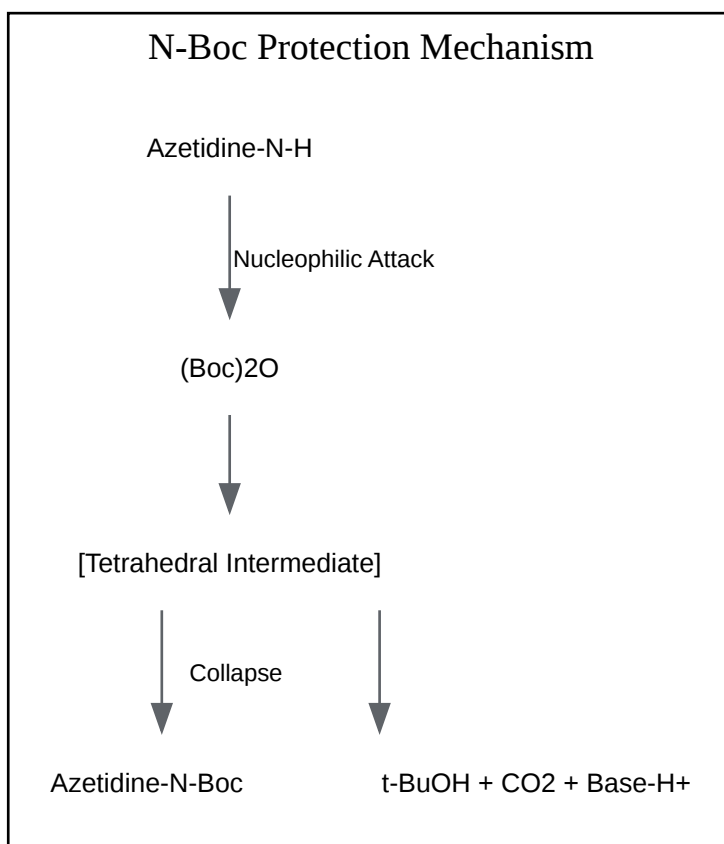 N-Boc Protection Mechanism
Azetidine-N-H
Nucleophilic Attack
(Boc)2O
[Tetrahedral Intermediate]
Collapse
Azetidine-N-Boc
t-BuOH + CO2 + Base-H+